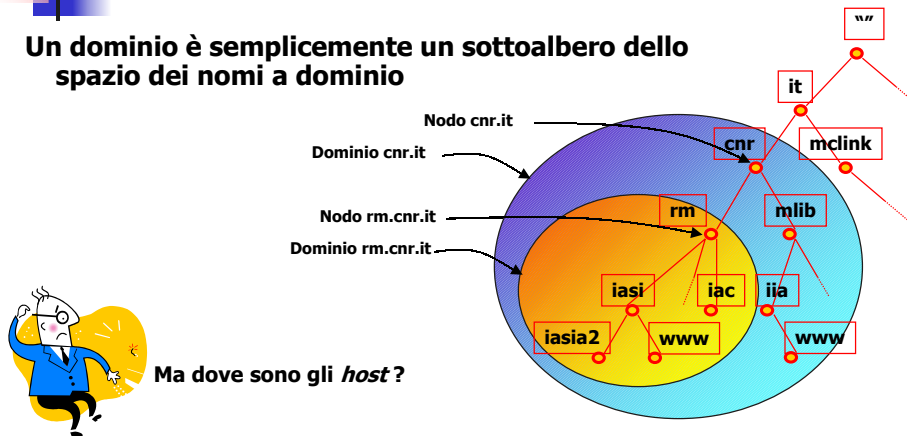 Un dominio è semplicemente un sottoalbero dello
spazio dei nomi a dominio
""
it
Nodo cnr.it
cnr
mclink
Dominio cnr.it
Nodo rm.cnr.it
rm
mlib
Dominio rm.cnr.it
iasi
iac
iia
iasia2
www
www
Ma dove sono gli host ?